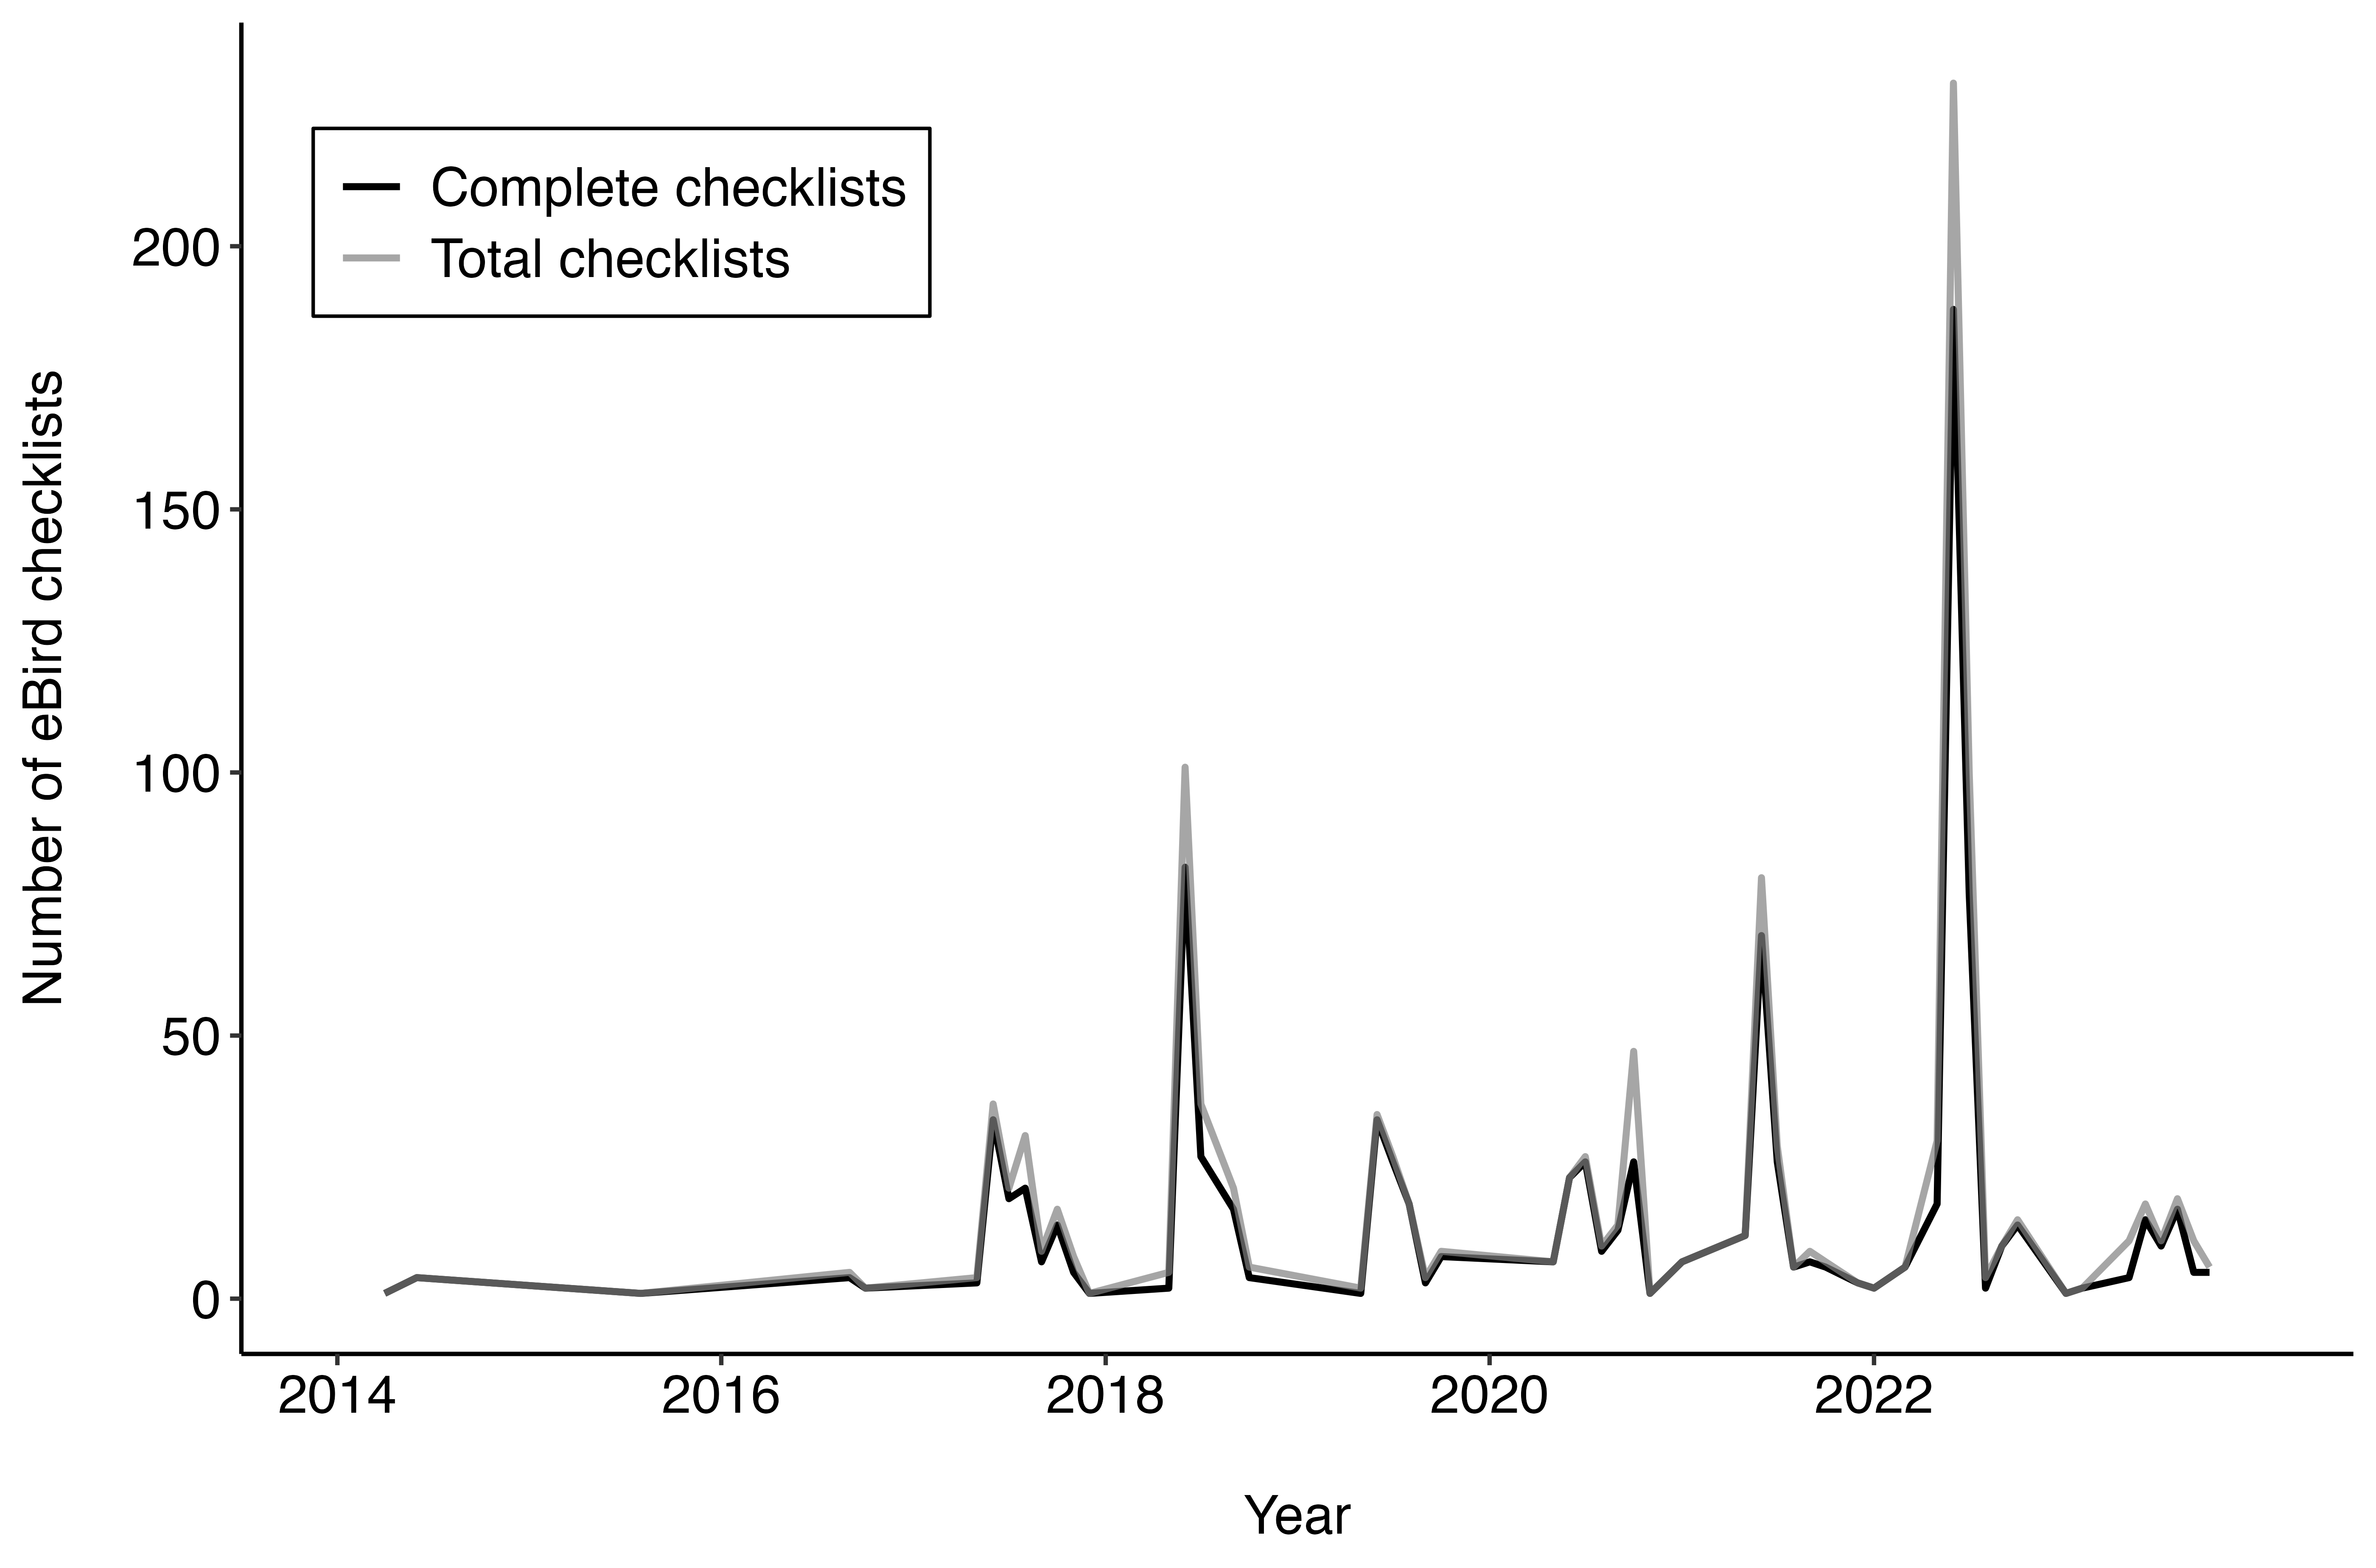 Number of eBird checklists
200
150
100
50
0
Complete checklists
Total checklists
2014 2016 2018 2020 2022
Year